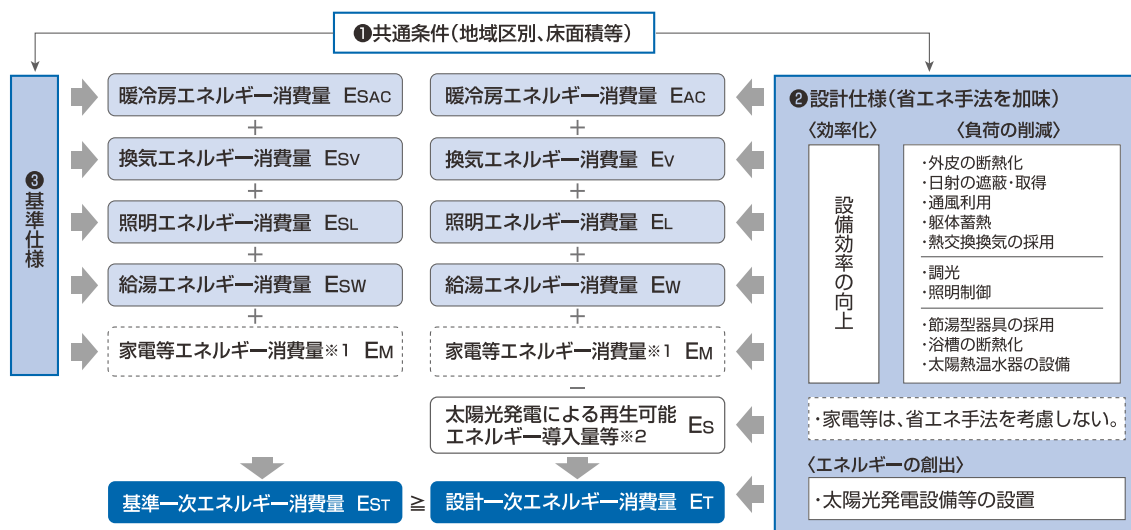 ❶共通条件(地域区別、床面積等)
❸基準仕様
暖冷房エネルギー消費量 ESAC
+
換気エネルギー消費量 ESV
+
照明エネルギー消費量 ESL
+
給湯エネルギー消費量 ESW
+
家電等エネルギー消費量※1 EM
基準一次エネルギー消費量 EST
≧
暖冷房エネルギー消費量 EAC
+
換気エネルギー消費量 EV
+
照明エネルギー消費量 EL
+
給湯エネルギー消費量 EW
+
家電等エネルギー消費量※1 EM
−
太陽光発電による再生可能
エネルギー導入量等※2 ES
設計一次エネルギー消費量 ET
❷設計仕様(省エネ手法を加味)
〈効率化〉
設備効率の向上
〈負荷の削減〉
・外皮の断熱化
・日射の遮蔽・取得
・通風利用
・躯体蓄熱
・熱交換換気の採用
・調光
・照明制御
・節湯型器具の採用
・浴槽の断熱化
・太陽熱温水器の設備
・家電等は、省エネ手法を考慮しない。
〈エネルギーの創出〉
・太陽光発電設備等の設置